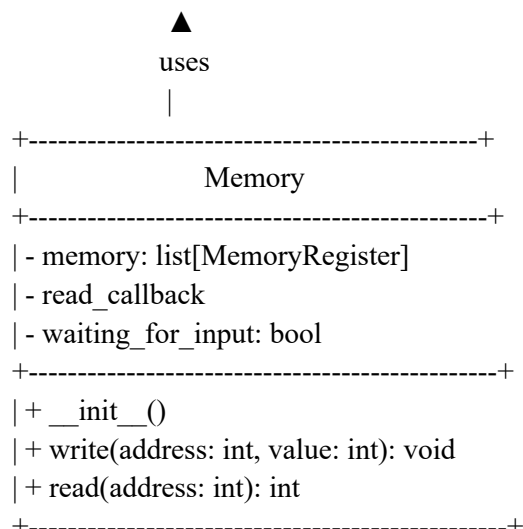 ▲
uses
|
+----------------------------------------------+
| Memory
+-----------------------------------------------+
| - memory: list[MemoryRegister]
| - read_callback
| - waiting_for_input: bool
+------------------------------------------------+
| + __init__()
| + write(address: int, value: int): void
| + read(address: int): int
+-------------------------------------------------+